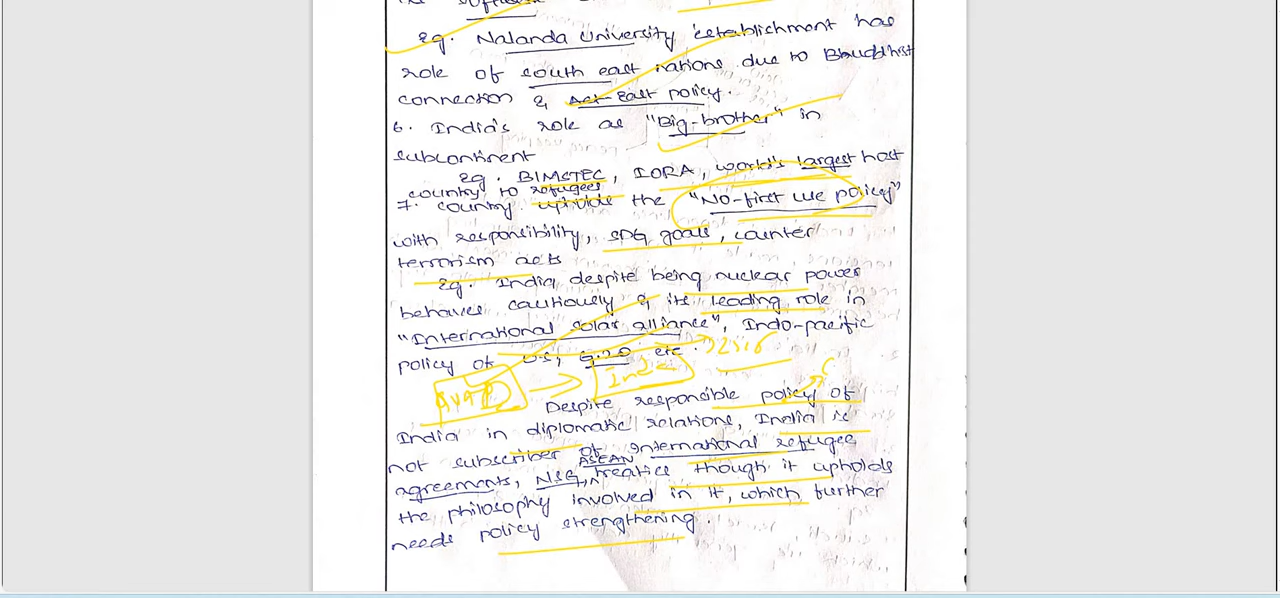 Eg. Nalanda University establishment has
role of south east nations due to Bhuddhist
connection & Act-East policy.
6. India's role as "Big-brother" in
subcontinent
Eg. BIMSTEC, IORA, world's largest host
country to refugees
7. country upholds the "No-first use policy"
with responsibility, SDG goals, counter
terrorism acts
Eg. India, despite being nuclear power
behaves cautiously & its leading role in
"International solar alliance", Indo-pacific
policy of US, G-20 etc.
India
Despite responsible policy of
India in diplomatic relations, India is
not subscriber of International refugee
ASEAN
agreements, NSG, treaties though it upholds
the philosophy involved in it, which further
needs policy strengthening.